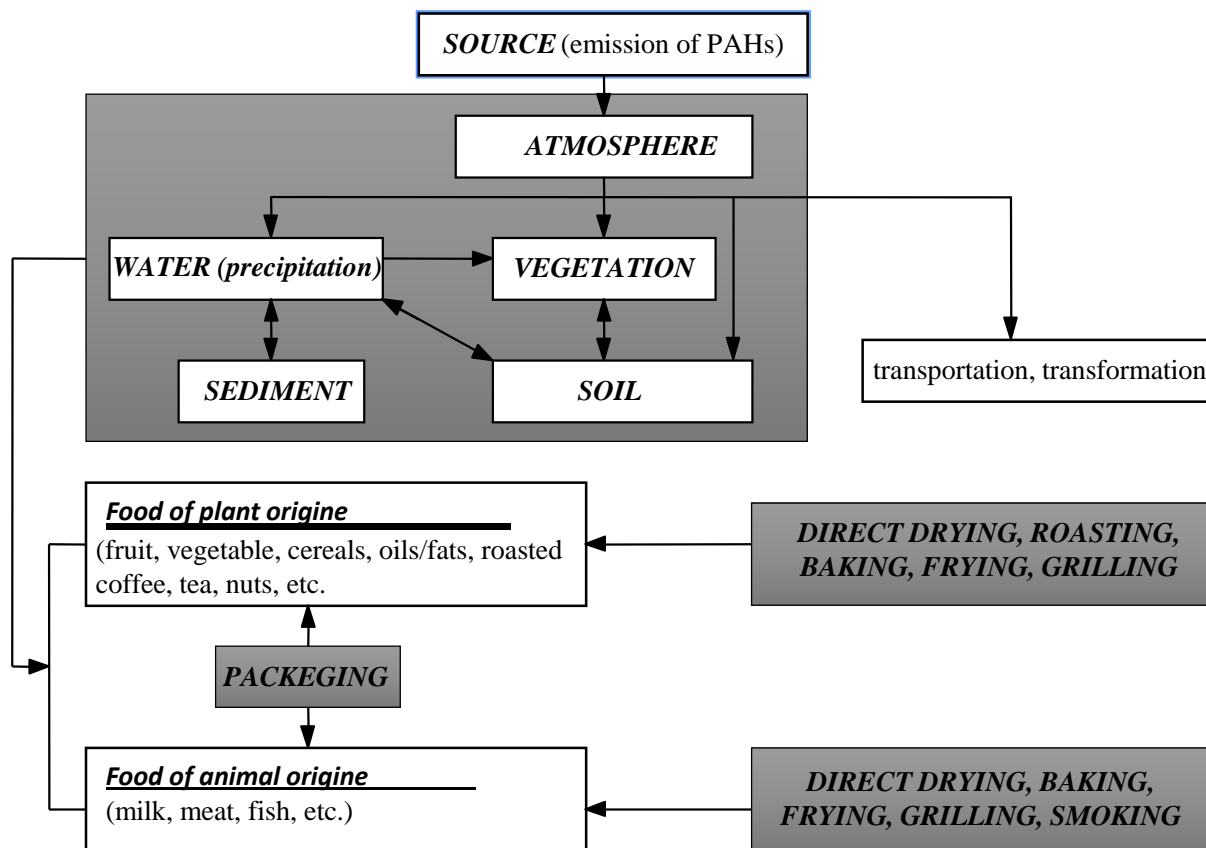 SOURCE (emission of PAHs)
ATMOSPHERE
WATER (precipitation)
VEGETATION
SEDIMENT
SOIL
transportation, transformation
Food of plant origine
(fruit, vegetable, cereals, oils/fats, roasted
coffee, tea, nuts, etc.
DIRECT DRYING, ROASTING,
BAKING, FRYING, GRILLING
PACKEGING
Food of animal origine
(milk, meat, fish, etc.)
DIRECT DRYING, BAKING,
FRYING, GRILLING, SMOKING